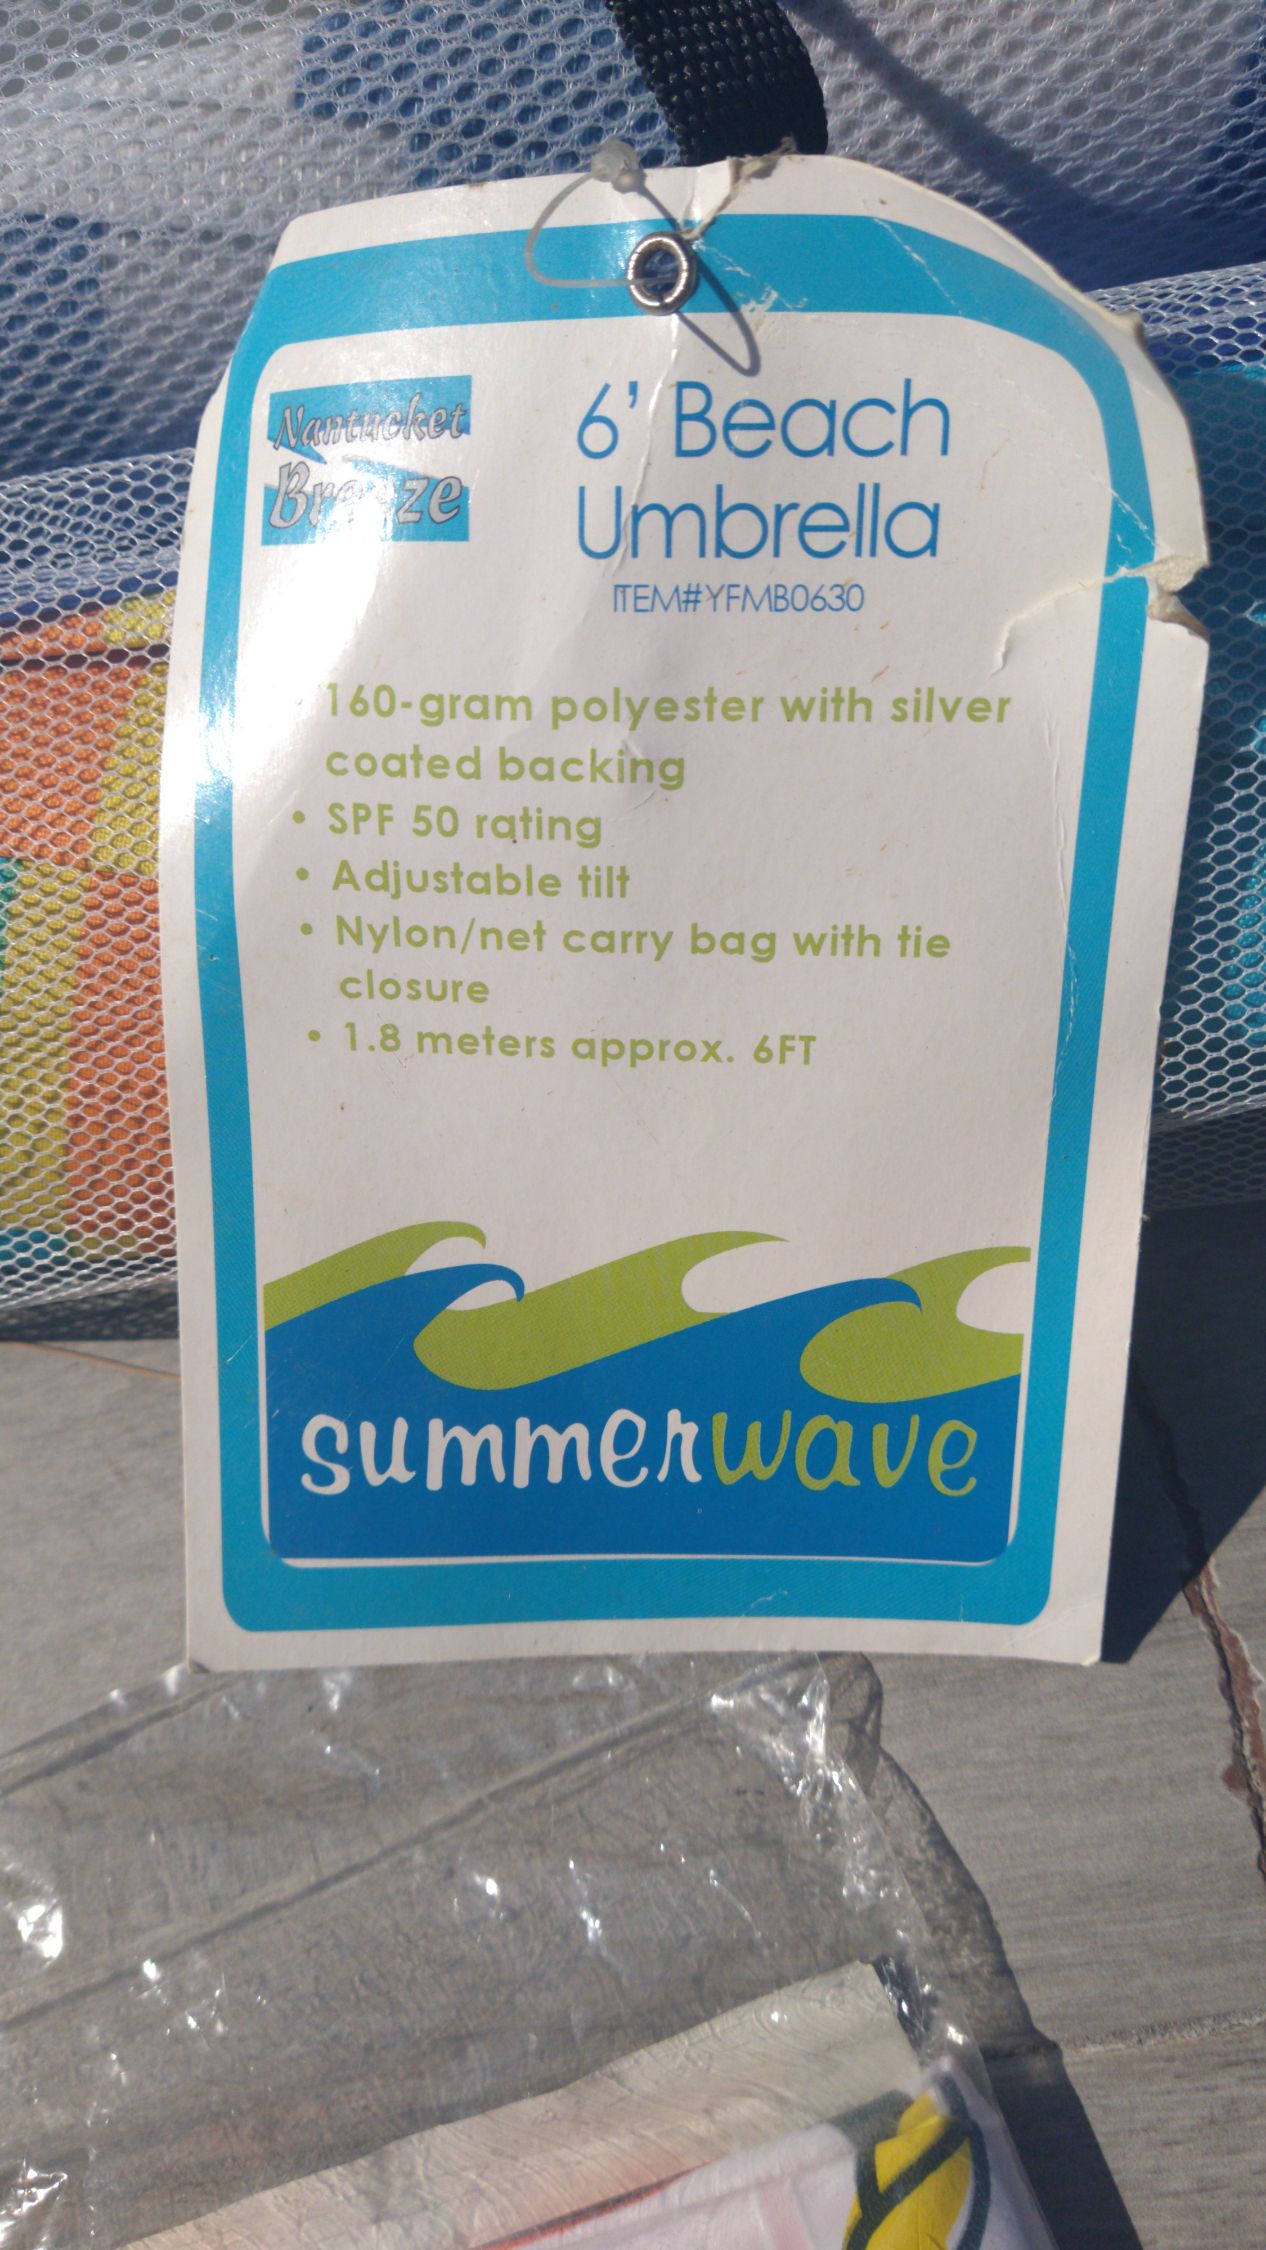 Nantucket
Breeze
6' Beach
Umbrella
ITEM#YFMB0630
160-gram polyester with silver
coated backing
• SPF 50 rating
• Adjustable tilt
• Nylon/net carry bag with tie
closure
• 1.8 meters approx. 6FT
summerwave